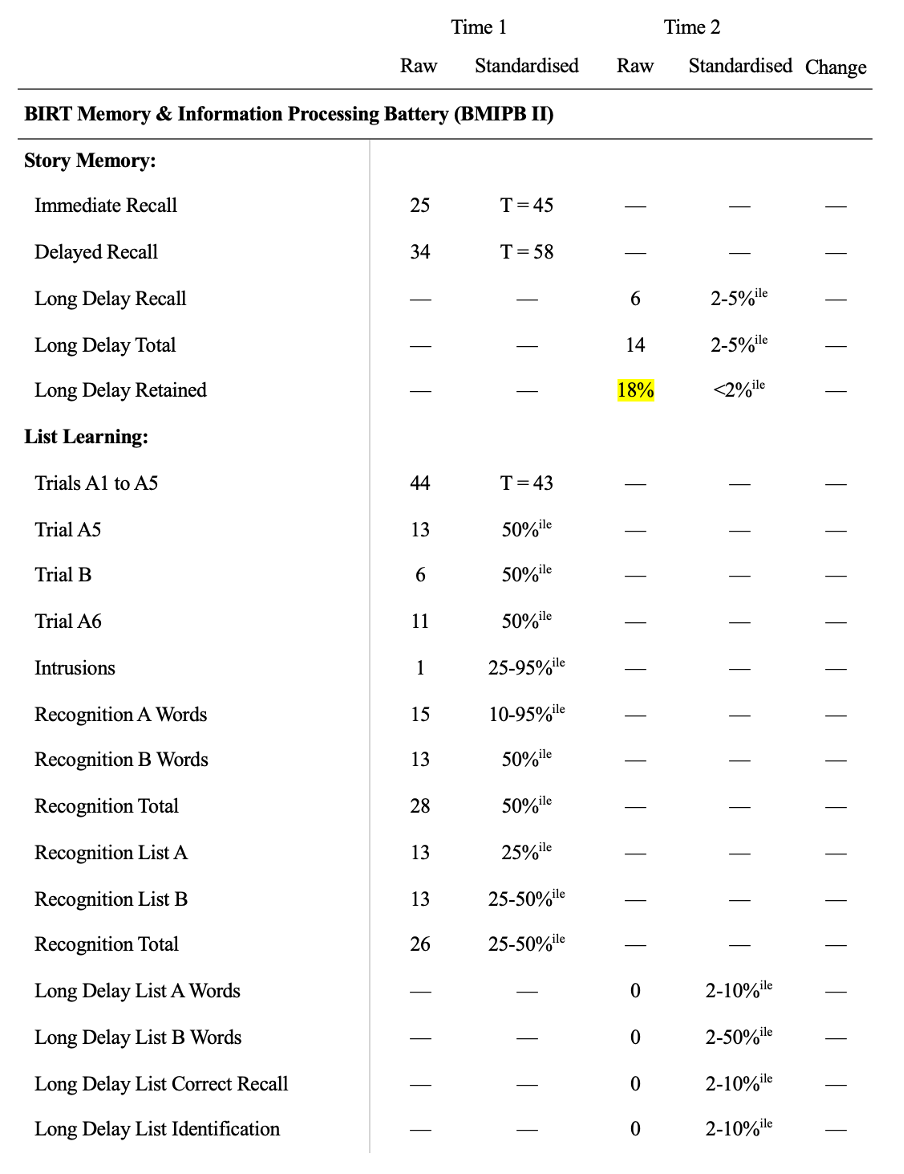 Time 1 Time 2
Raw Standardised Raw Standardised Change
BIRT Memory & Information Processing Battery (BMIPB II)
Story Memory:
Immediate Recall 25 T = 45 — — —
Delayed Recall 34 T = 58 — — —
Long Delay Recall — — 6 2-5%ile —
Long Delay Total — — 14 2-5%ile —
Long Delay Retained — — 18% <2%ile —
List Learning:
Trials A1 to A5 44 T = 43 — — —
Trial A5 13 50%ile — — —
Trial B 6 50%ile — — —
Trial A6 11 50%ile — — —
Intrusions 1 25-95%ile — — —
Recognition A Words 15 10-95%ile — — —
Recognition B Words 13 50%ile — — —
Recognition Total 28 50%ile — — —
Recognition List A 13 25%ile — — —
Recognition List B 13 25-50%ile — — —
Recognition Total 26 25-50%ile — — —
Long Delay List A Words — — 0 2-10%ile —
Long Delay List B Words — — 0 2-50%ile —
Long Delay List Correct Recall — — 0 2-10%ile —
Long Delay List Identification — — 0 2-10%ile —